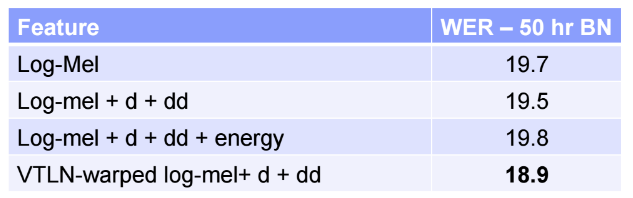 Feature WER – 50 hr BN
Log-Mel 19.7
Log-mel + d + dd 19.5
Log-mel + d + dd + energy 19.8
VTLN-warped log-mel+ d + dd 18.9